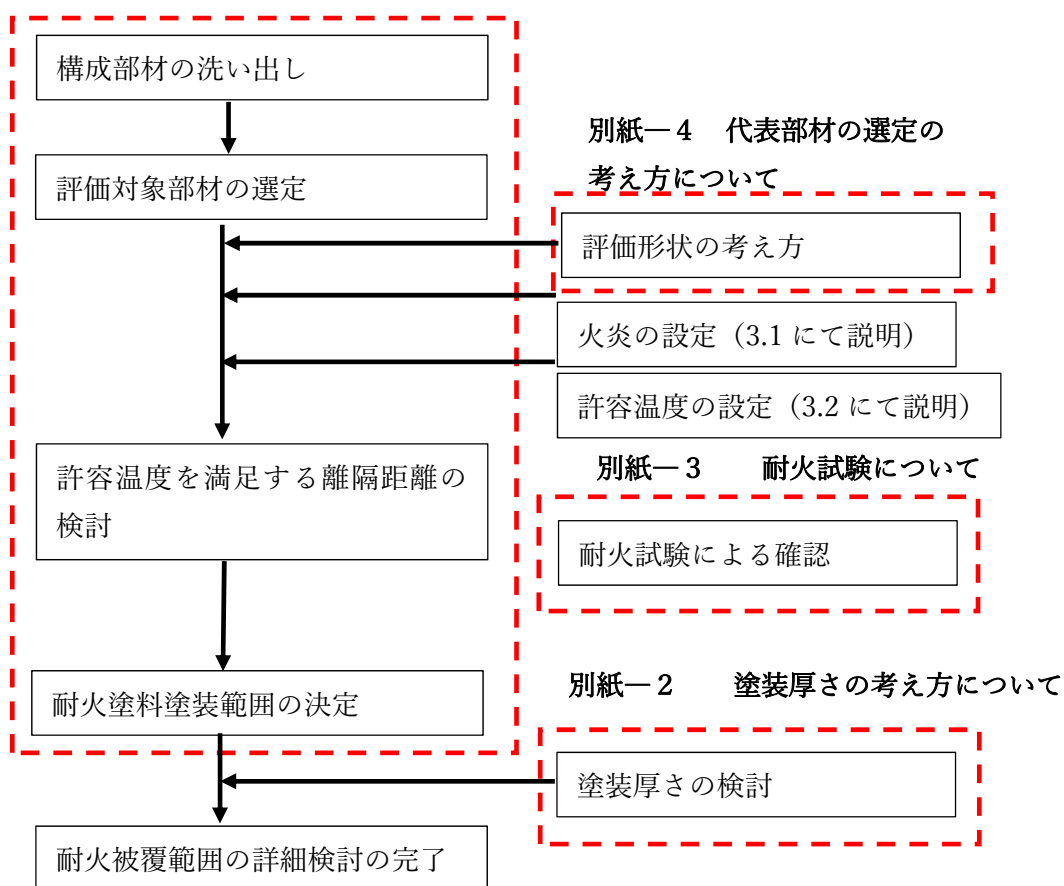 構成部材の洗い出し
評価対象部材の選定
許容温度を満足する離隔距離の
検討
耐火塗料塗装範囲の決定
耐火被覆範囲の詳細検討の完了
別紙―４　代表部材の選定の
考え方について
評価形状の考え方
火炎の設定（3.1 にて説明）
許容温度の設定（3.2 にて説明）
別紙―３　　耐火試験について
耐火試験による確認
別紙―２　　塗装厚さの考え方について
塗装厚さの検討